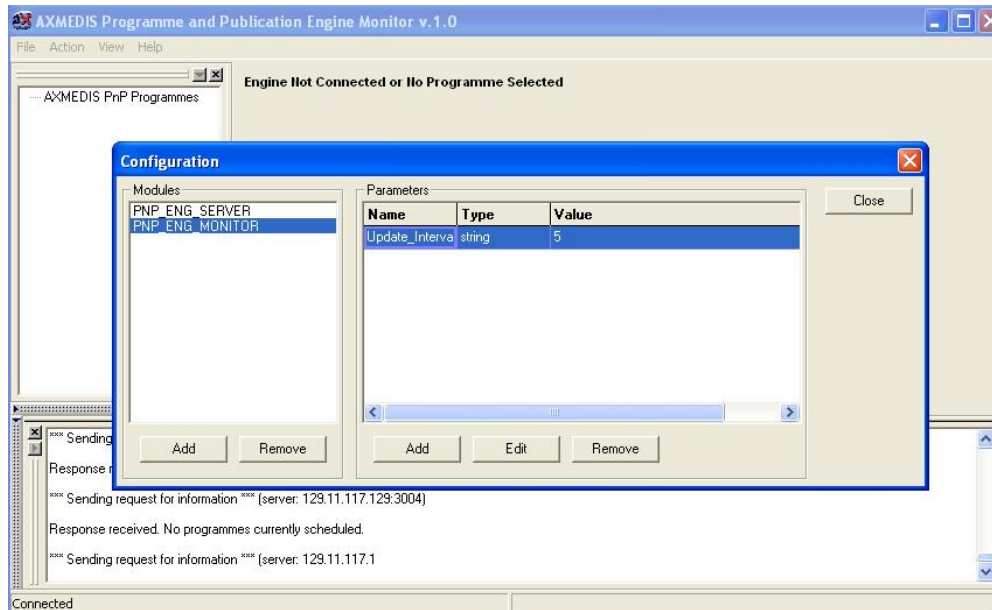 AXMEDIS Programme and Publication Engine Monitor v.1.0
File Action View Help
AXMEDIS PnP Programmes
Engine Not Connected or No Programme Selected
Configuration
Modules
PNP_ENG_SERVER
PNP_ENG_MONITOR
Parameters
Name Type Value
Update_Interva string 5
Close
Add Remove
Add Edit Remove
*** Sending
Response r
*** Sending request for information *** (server: 129.11.117.129:3004)
Response received. No programmes currently scheduled.
*** Sending request for information *** (server: 129.11.117.1
Connected